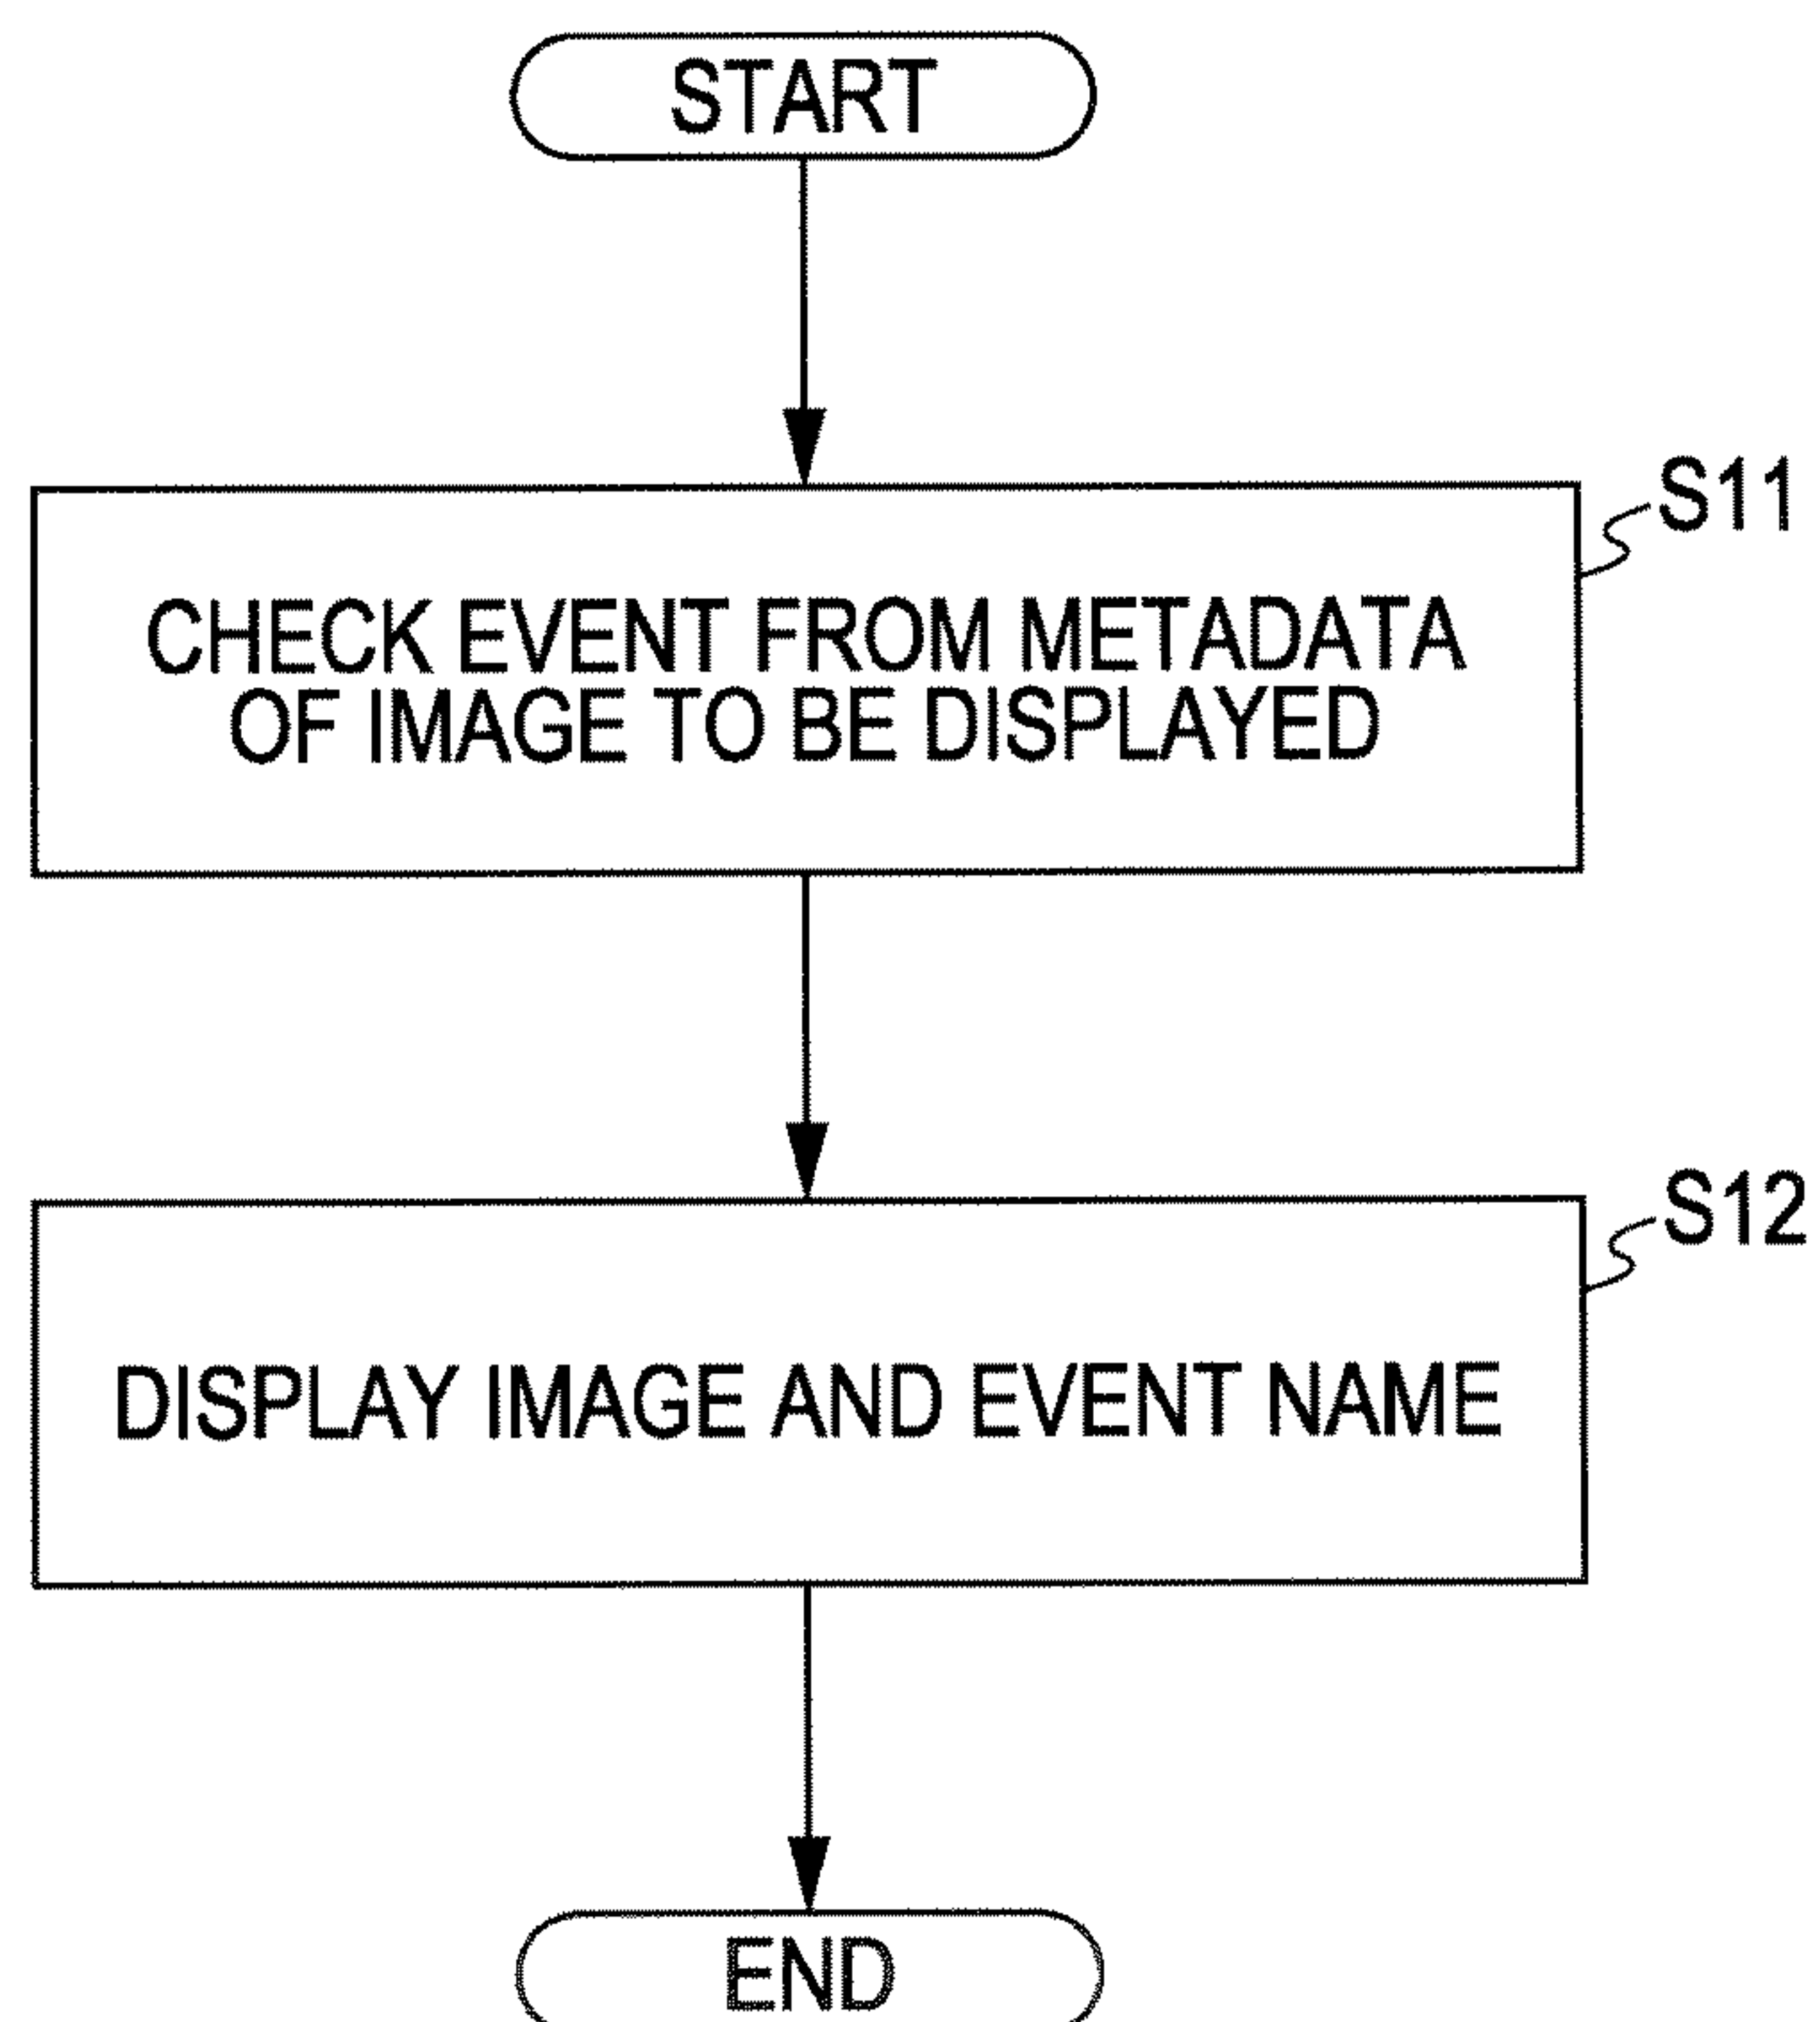 START
S11
CHECK EVENT FROM METADATA
OF IMAGE TO BE DISPLAYED
S12
DISPLAY IMAGE AND EVENT NAME
END